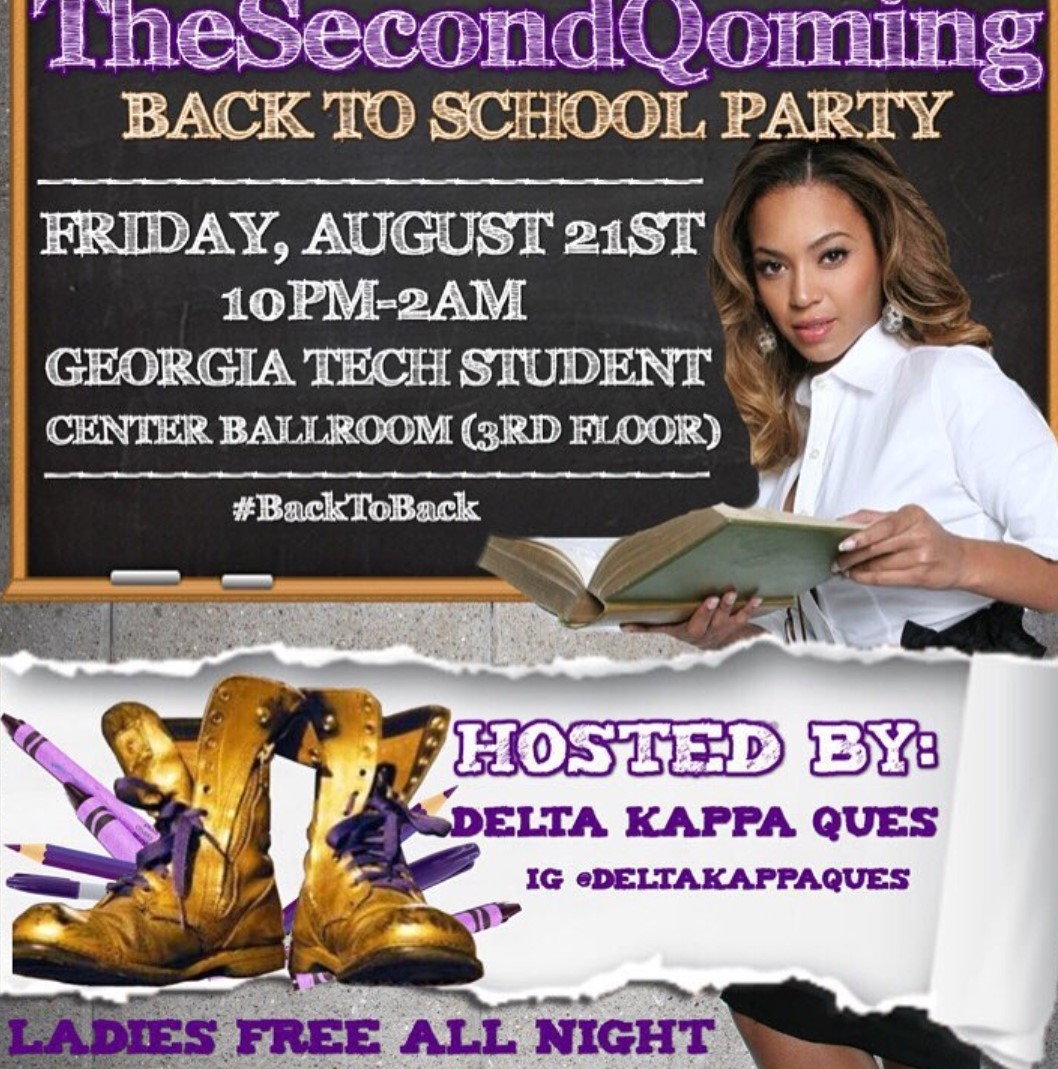 TheSecondQoming
BACK TO SCHOOL PARTY
FRIDAY, AUGUST 21ST
10PM-2AM
GEORGIA TECH STUDENT
CENTER BALLROOM (3RD FLOOR)
#BackToBack
HOSTED BY:
DELTA KAPPA QUES
IG @DELTAKAPPAQUES
LADIES FREE ALL NIGHT